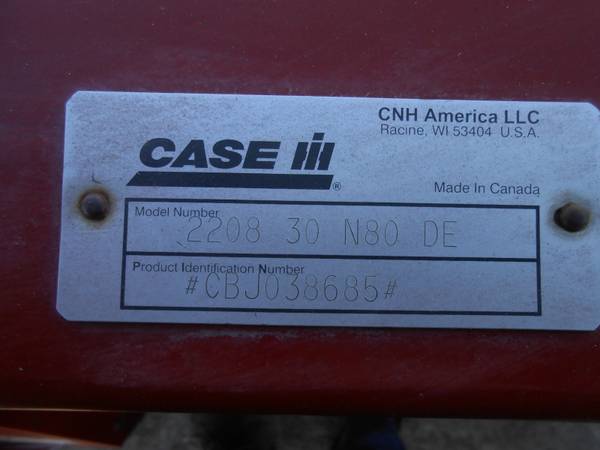 CNH America LLC
Racine, WI 53404 U.S.A.
CASE IH ®
Made In Canada
Model Number
2208 30 N80 DE
Product Identification Number
#CBJ038685#